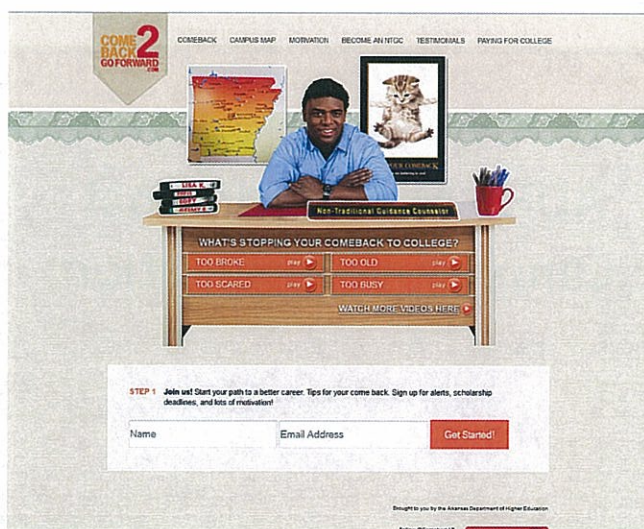 COME
BACK 2
GO FORWARD
.COM
COMEBACK CAMPUS MAP MOTIVATION BECOME AN NTGC TESTIMONIALS PAYING FOR COLLEGE
YOUR COMEBACK
LISA K.
Non-Traditional Guidance Counselor
WHAT'S STOPPING YOUR COMEBACK TO COLLEGE?
TOO BROKE play TOO OLD play
TOO SCARED play TOO BUSY play
WATCH MORE VIDEOS HERE
STEP 1 Join us! Start your path to a better career. Tips for your come back. Sign up for alerts, scholarship
deadlines, and lots of motivation!
Name Email Address Get Started!
Brought to you by the Arkansas Department of Higher Education